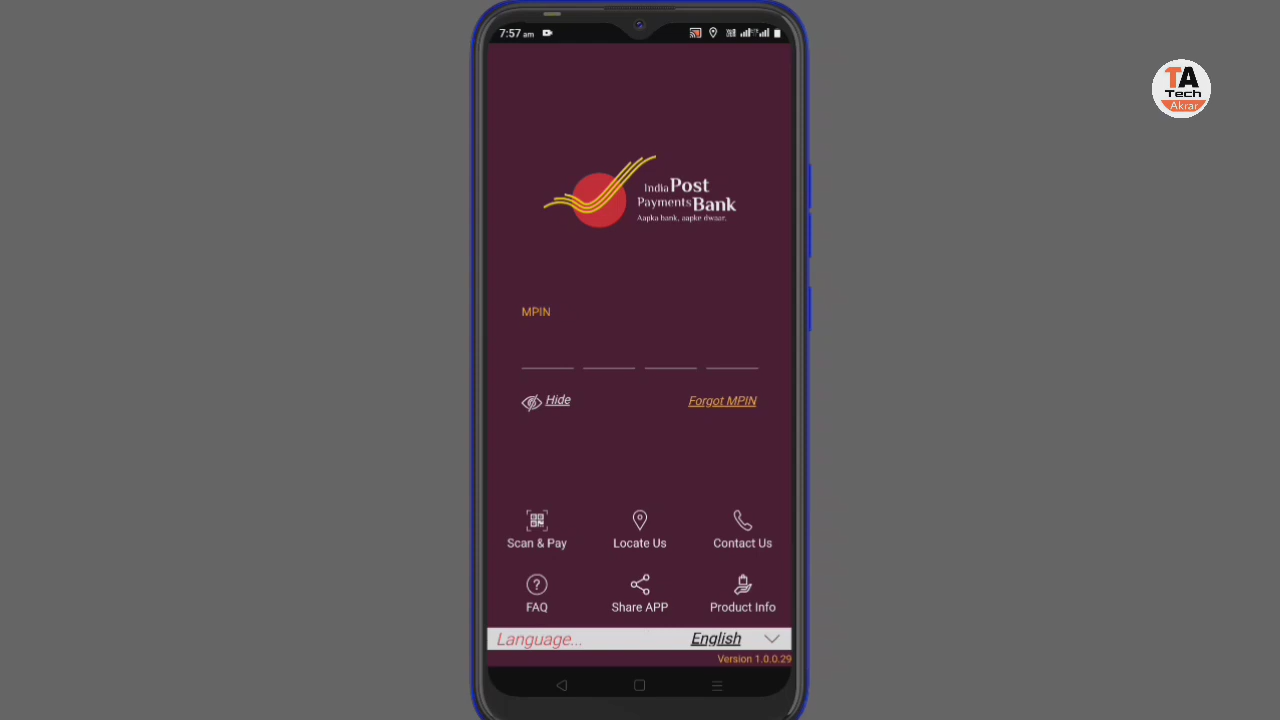 7:57 am
TA
Tech
Akrar
India Post
Payments Bank
Aapka bank, aapke dwaar.
MPIN
Hide
Forgot MPIN
Scan & Pay
Locate Us
Contact Us
FAQ
Share APP
Product Info
Language...
English
Version 1.0.0.29